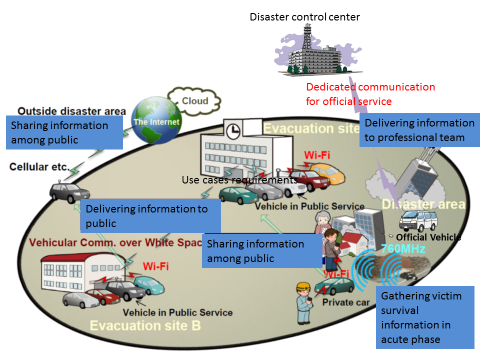 Disaster control center
Dedicated communication
for official service
Cloud
The Internet
Outside disaster area
Sharing information
among public
Evacuation site
Delivering information
to professional team
Cellular etc.
Wi-Fi
Use cases requirements
Vehicle in Public Service
Delivering information to
public
Disaster area
Official Vehicle
Vehicular Comm. over White Spac
Sharing information
among public
760MHz
Wi-Fi
Wi-Fi
Private car
Gathering victim
survival
information in
acute phase
Vehicle in Public Service
Evacuation site B